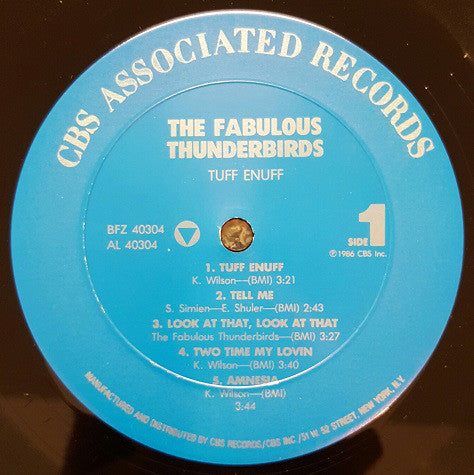 CBS ASSOCIATED RECORDS
THE FABULOUS
THUNDERBIRDS
TUFF ENUFF
BFZ 40304
AL 40304
SIDE 1
℗1986 CBS Inc.
1. TUFF ENUFF
K. Wilson—(BMI) 3:21
2. TELL ME
S. Simien—E. Shuler—(BMI) 2:43
3. LOOK AT THAT, LOOK AT THAT
The Fabulous Thunderbirds—(BMI) 3:27
4. TWO TIME MY LOVIN
K. Wilson—(BMI) 3:40
5. AMNESIA
K. Wilson—(BMI)
3:44
MANUFACTURED AND DISTRIBUTED BY CBS RECORDS/CBS INC./51 W. 52 STREET, NEW YORK, N.Y.